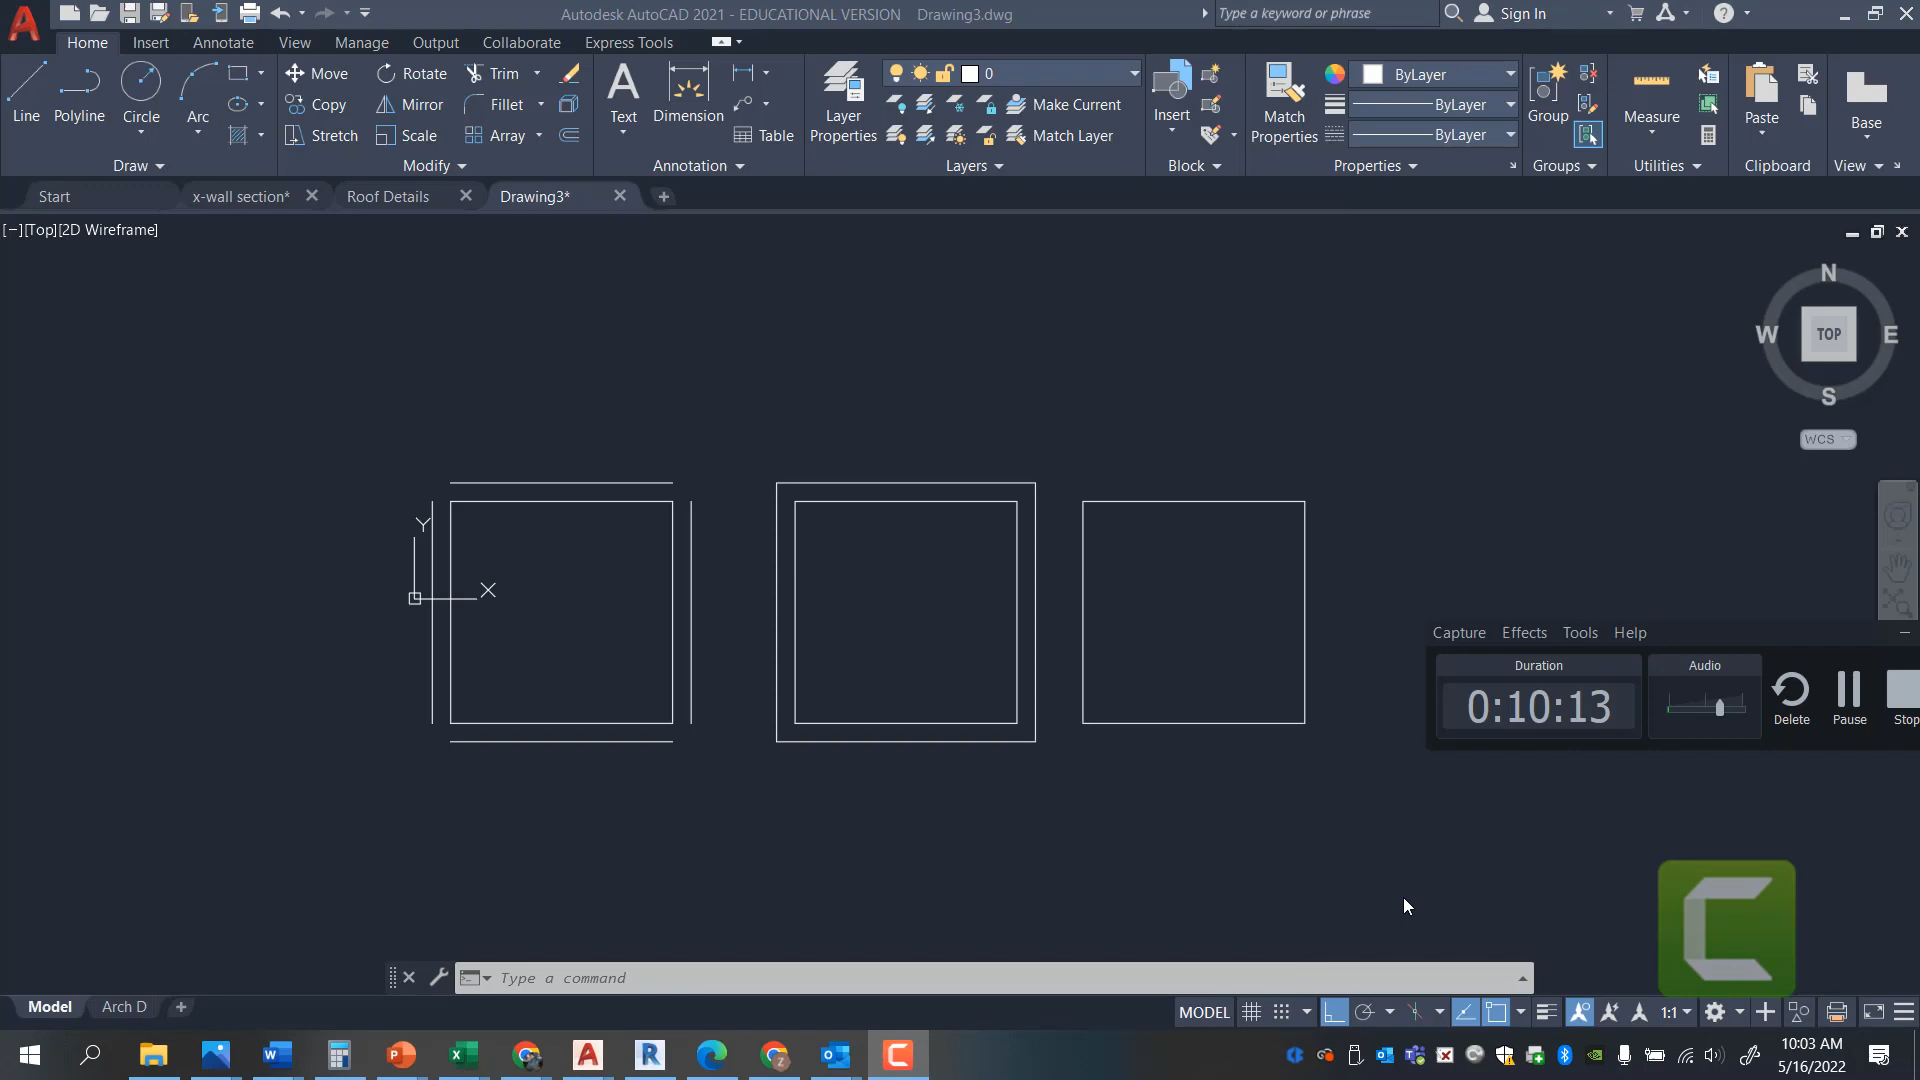 Autodesk AutoCAD 2021 - EDUCATIONAL VERSION Drawing3.dwg
Type a keyword or phrase
Sign In
Home Insert Annotate View Manage Output Collaborate Express Tools
Line
Polyline
Circle
Arc
Draw
Move Rotate Trim
Copy Mirror Fillet
Stretch Scale Array
Modify
Text
Dimension
Table
Annotation
Layer
Properties
0
Make Current
Match Layer
Layers
Insert
Block
Match
Properties
ByLayer
ByLayer
ByLayer
Properties
Group
Groups
Measure
Utilities
Paste
Clipboard
Base
View
Start x-wall section* Roof Details Drawing3*
[−][Top][2D Wireframe]
N
W TOP E
S
WCS
Y
X
Capture Effects Tools Help
Duration
0:10:13
Audio
Delete
Pause
Stop
Type a command
Model Arch D
MODEL
1:1
10:03 AM
5/16/2022